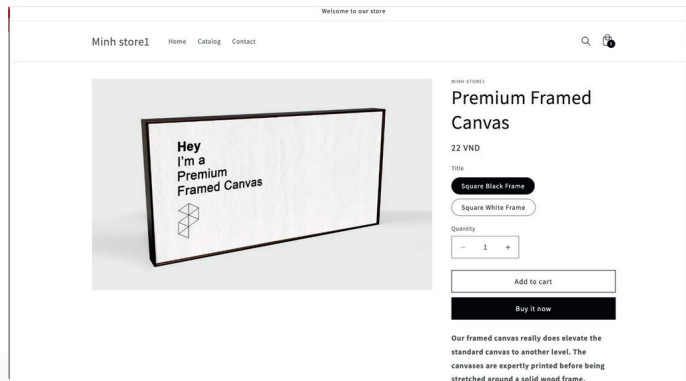 Welcome to our store
Minh store1
Home Catalog Contact
Hey
I'm a
Premium
Framed Canvas
MINH STORE1
Premium Framed
Canvas
22 VND
Title
Square Black Frame
Square White Frame
Quantity
− 1 +
Add to cart
Buy it now
Our framed canvas really does elevate the
standard canvas to another level. The
canvases are expertly printed before being
stretched around a solid wood frame.